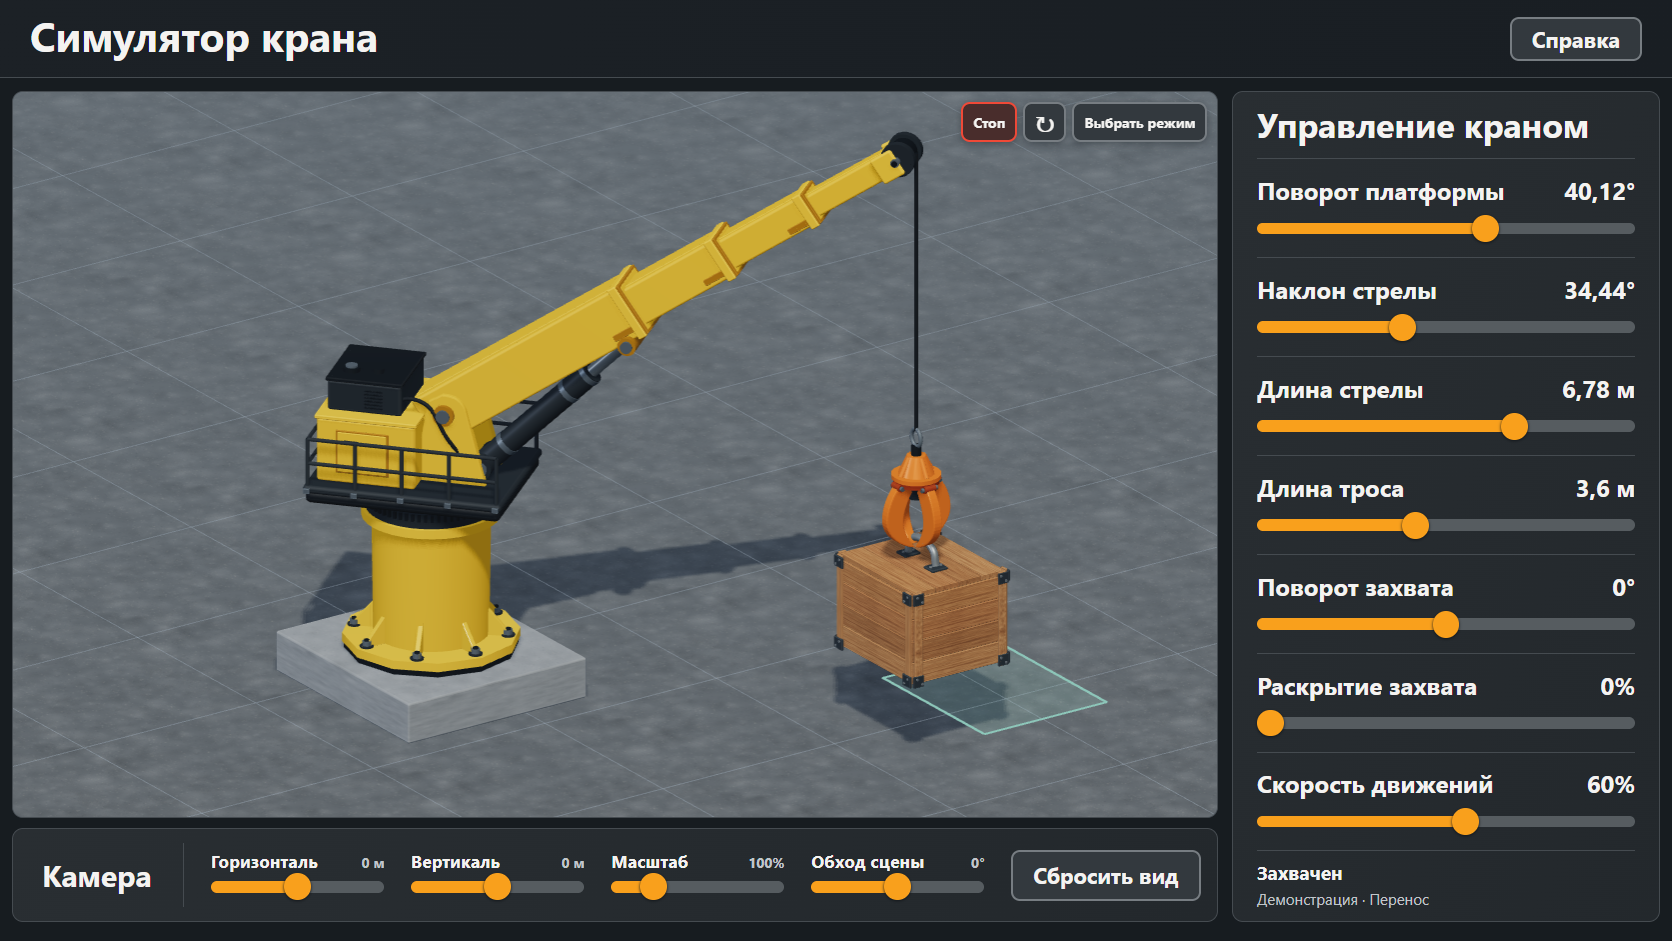 Симулятор крана
Справка
Стоп
↻
Выбрать режим
Управление краном
Поворот платформы 40,12°
Наклон стрелы 34,44°
Длина стрелы 6,78 м
Длина троса 3,6 м
Поворот захвата 0°
Раскрытие захвата 0%
Скорость движений 60%
Захвачен
Демонстрация · Перенос
Камера
Горизонталь 0 м
Вертикаль 0 м
Масштаб 100%
Обход сцены 0°
Сбросить вид